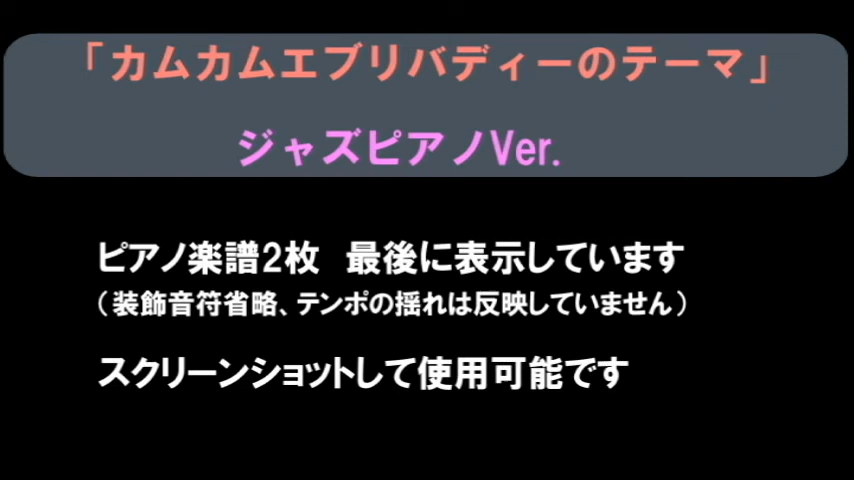 「カムカムエブリバディーのテーマ」
ジャズピアノVer.
ピアノ楽譜2枚　最後に表示しています
（装飾音符省略、テンポの揺れは反映していません）
スクリーンショットして使用可能です